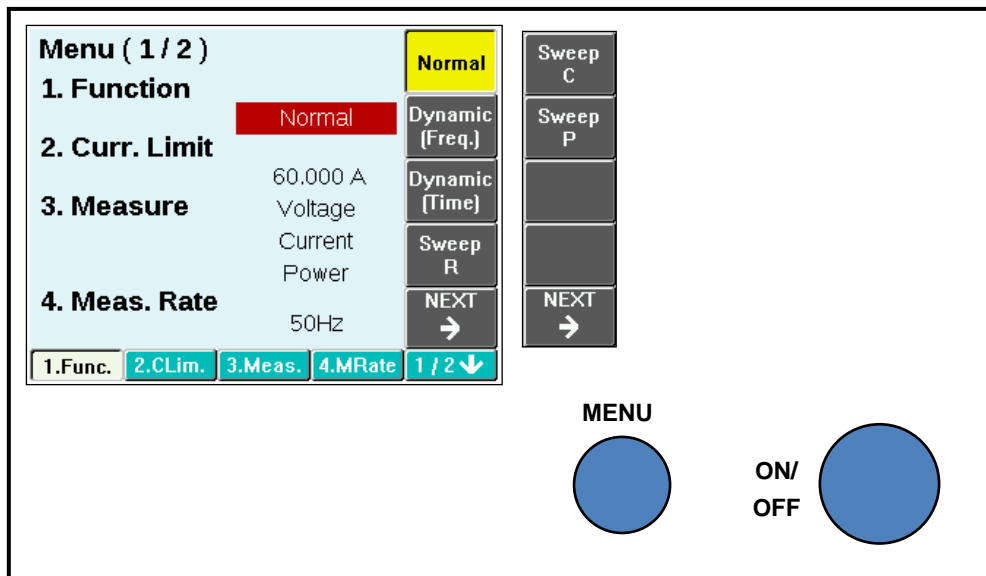 Menu ( 1 / 2 )
1. Function
Normal
2. Curr. Limit
60.000 A
3. Measure
Voltage
Current
Power
4. Meas. Rate
50Hz
Normal
Dynamic
(Freq.)
Dynamic
(Time)
Sweep
R
NEXT
→
1.Func. 2.CLim. 3.Meas. 4.MRate 1 / 2 ↓
Sweep
C
Sweep
P
NEXT
→
MENU
ON/
OFF